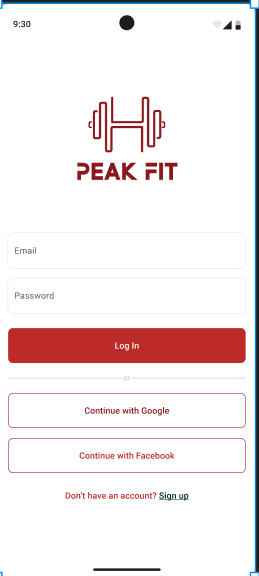 9:30
PEAK FIT
Email
Password
Log In
or
Continue with Google
Continue with Facebook
Don't have an account? Sign up